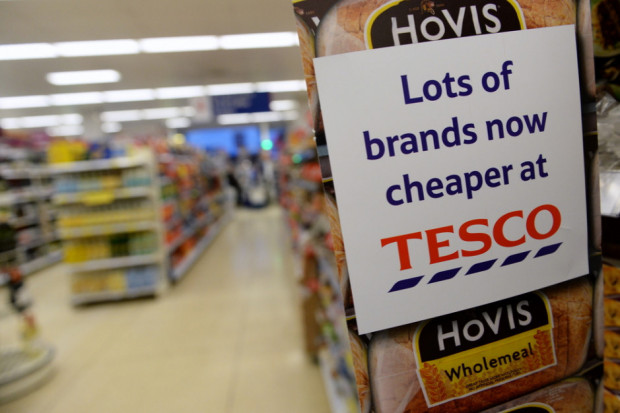 HOVIS
Lots of
brands now
cheaper at
TESCO
HOVIS
Wholemeal